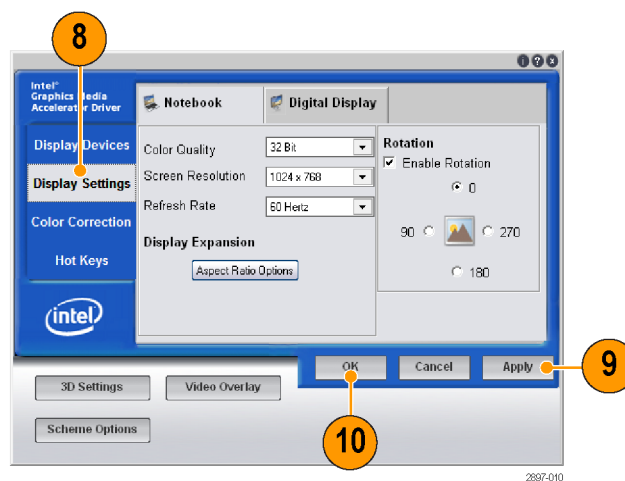 8
Intel®
Graphics Media
Accelerator Driver
Notebook
Digital Display
Display Devices
Display Settings
Color Correction
Hot Keys
intel
Color Quality
32 Bit
Screen Resolution
1024 x 768
Refresh Rate
60 Hertz
Display Expansion
Aspect Ratio Options
Rotation
Enable Rotation
0
90
270
180
OK
Cancel
Apply
9
3D Settings
Video Overlay
Scheme Options
10
2897-010